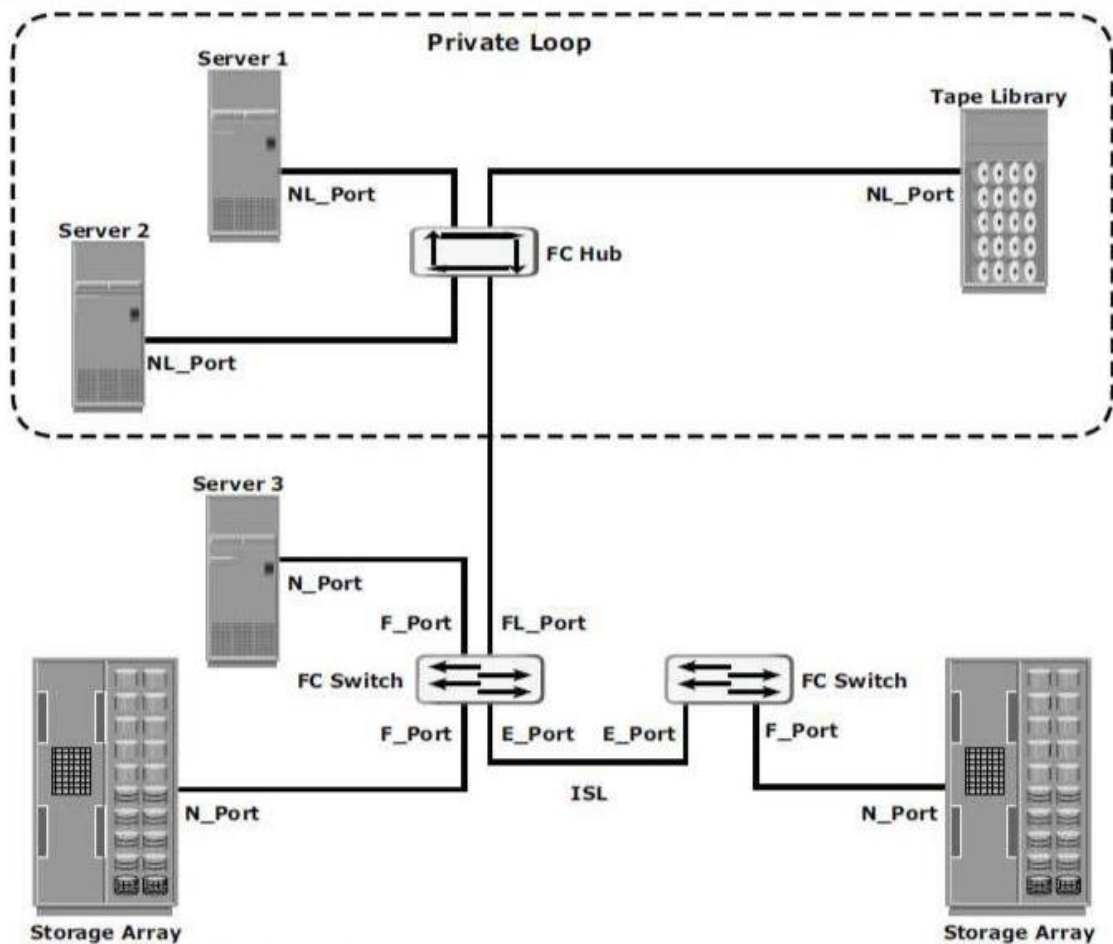 Private Loop
Server 1
Tape Library
NL_Port
NL_Port
Server 2
FC Hub
NL_Port
Server 3
N_Port
F_Port
FL_Port
FC Switch
FC Switch
F_Port
E_Port
E_Port
F_Port
ISL
N_Port
N_Port
Storage Array
Storage Array